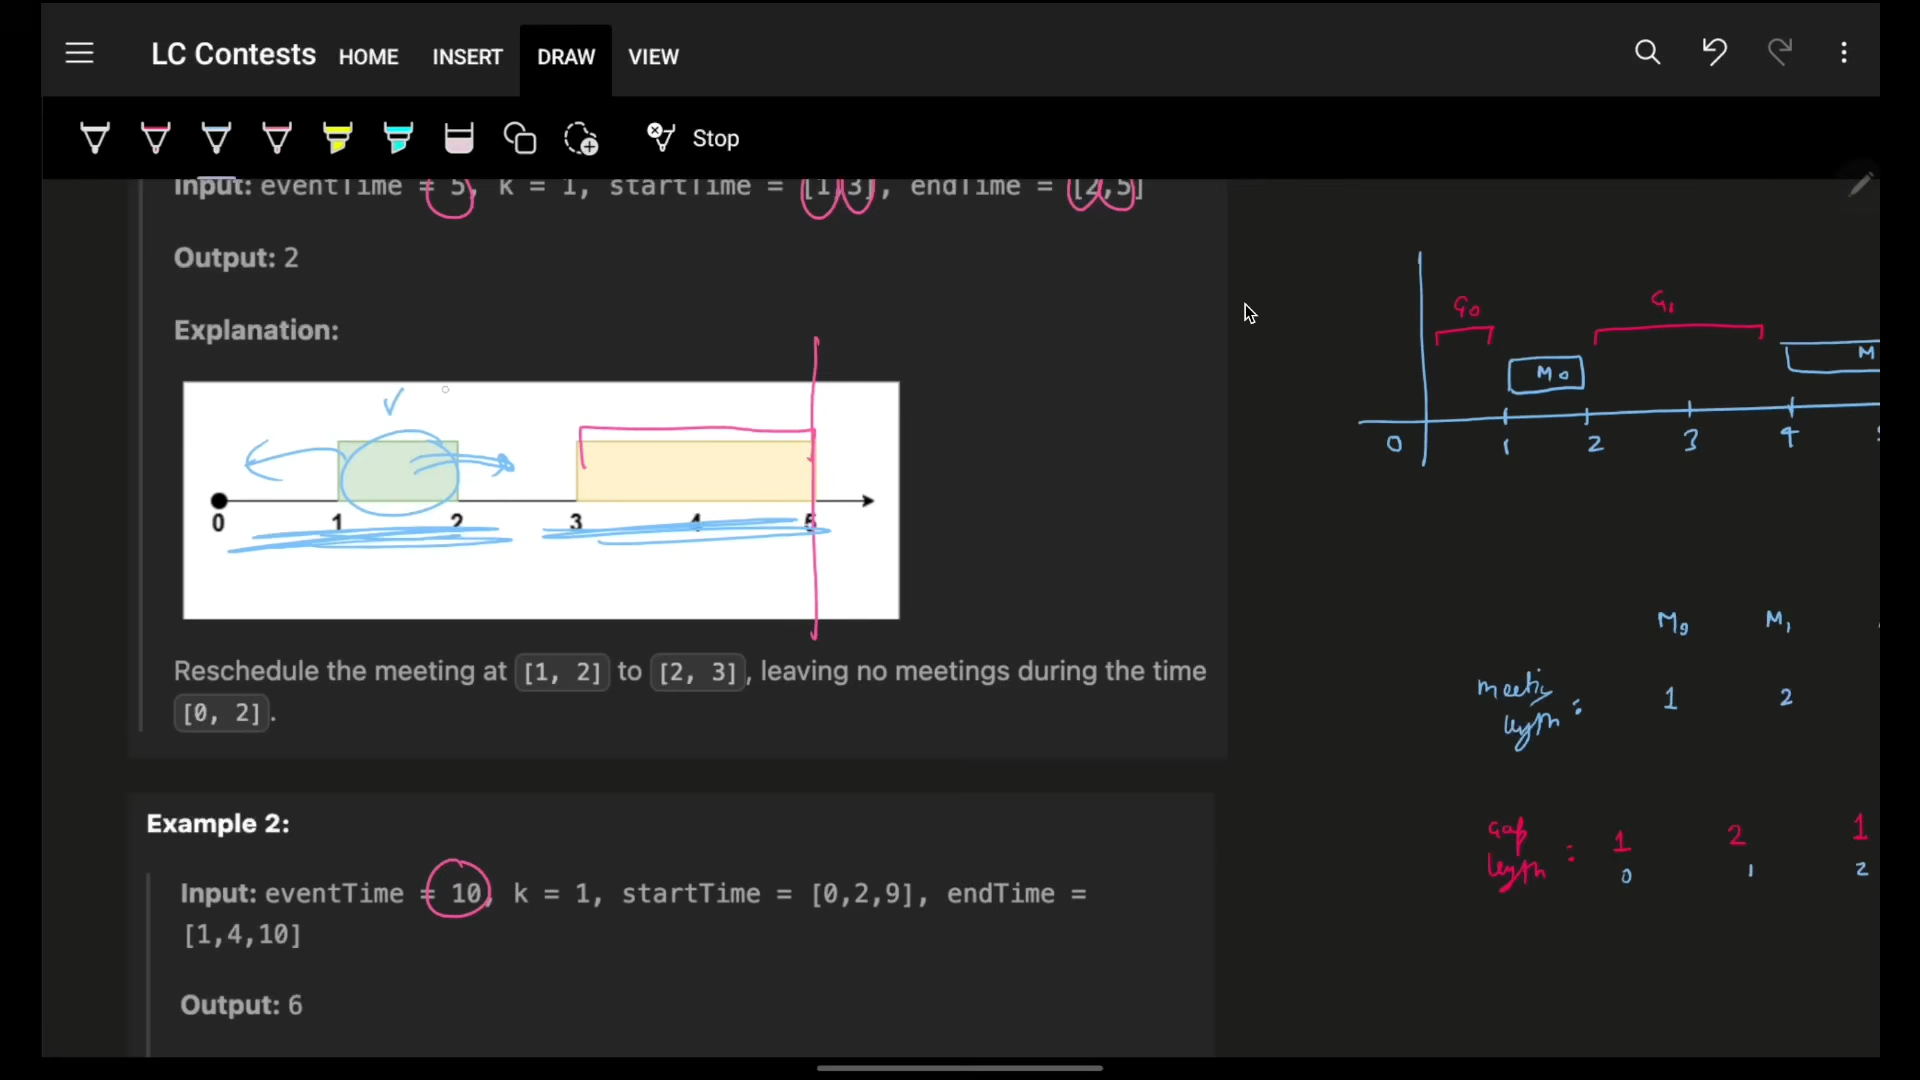 LC Contests HOME INSERT DRAW VIEW
Stop
Input: eventTime = 5, k = 1, startTime = [1,3], endTime = [2,5]
Output: 2
Explanation:
0 1 2 3 4 5
Reschedule the meeting at [1, 2] to [2, 3], leaving no meetings during the time
[0, 2].
Example 2:
Input: eventTime = 10, k = 1, startTime = [0,2,9], endTime =
[1,4,10]
Output: 6
G0 G1
M0 M
0 1 2 3 4
M0 M1
1 2
gap
length : 1 2 1
0 1 2